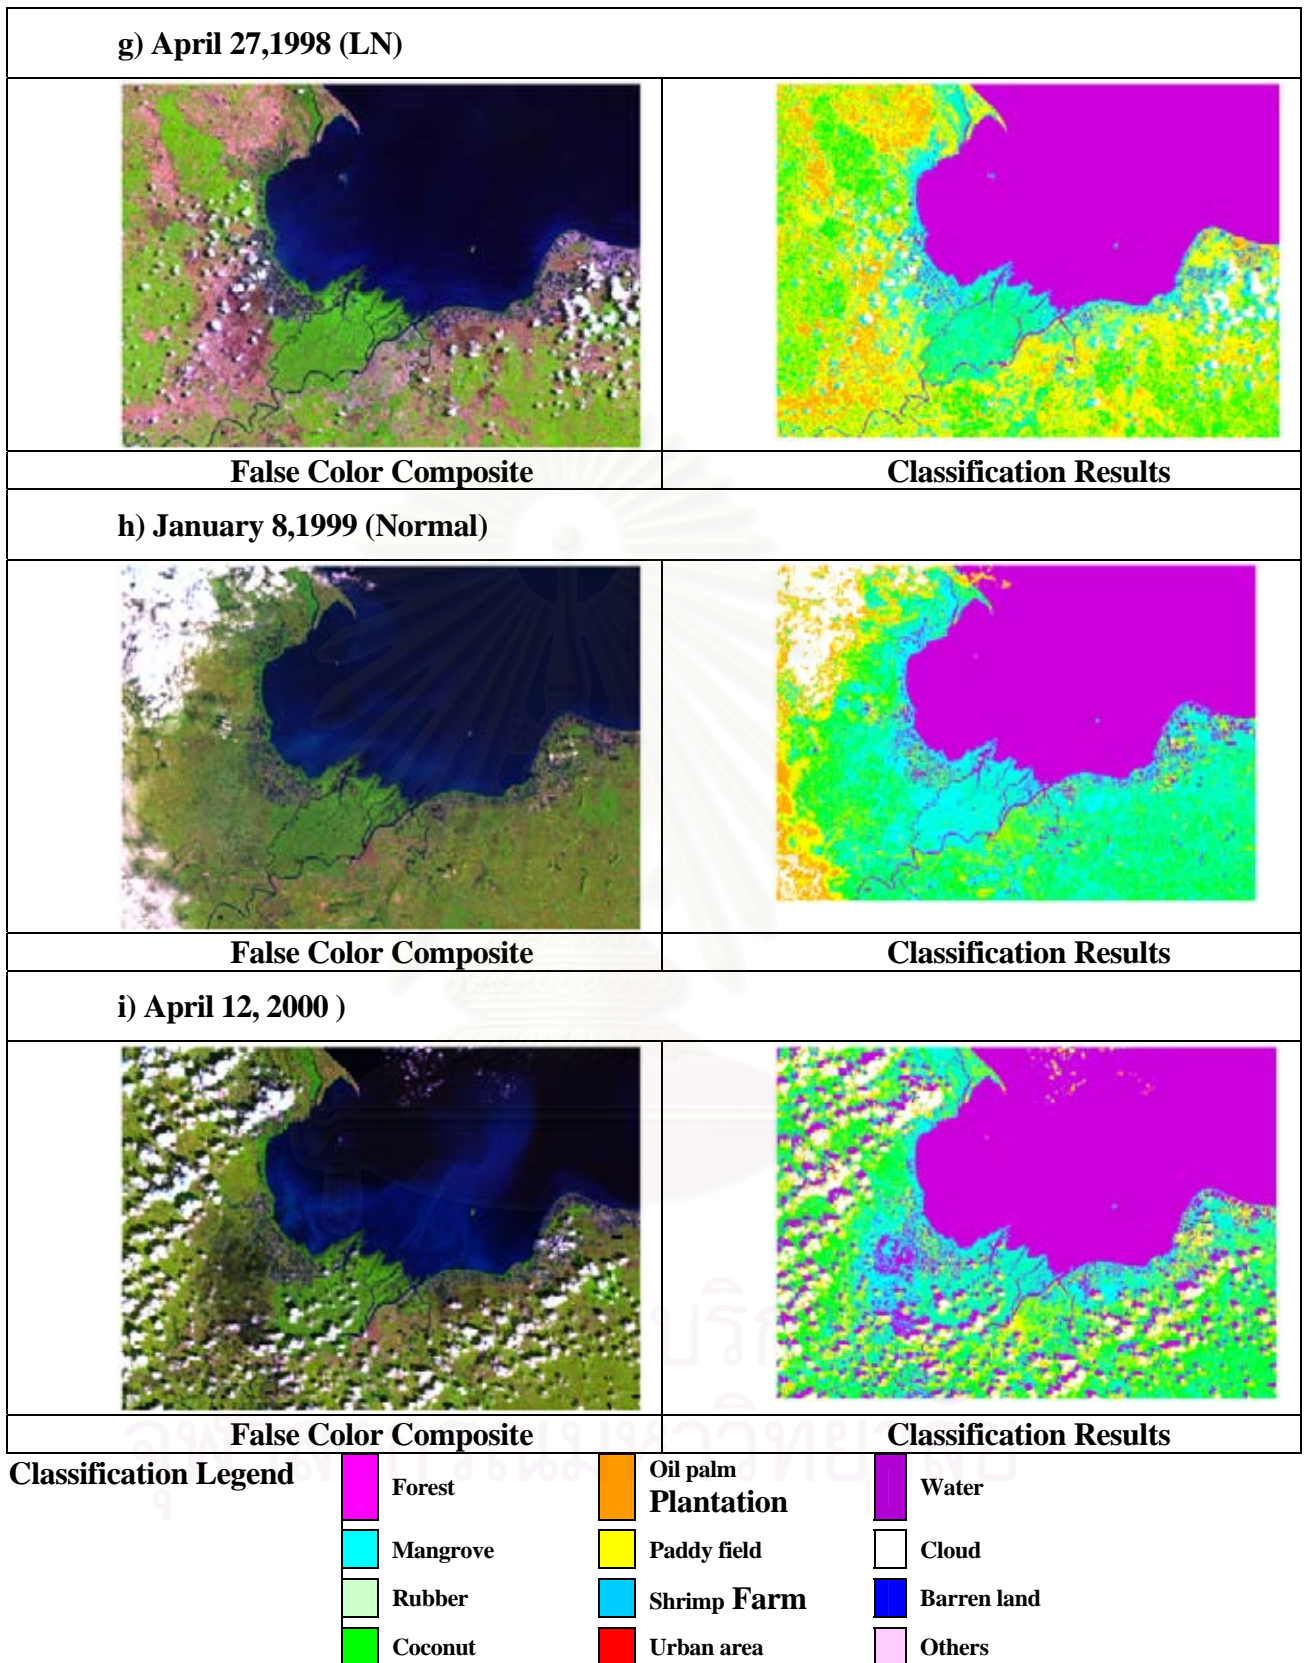 g) April 27,1998 (LN)
False Color Composite
Classification Results
h) January 8,1999 (Normal)
False Color Composite
Classification Results
i) April 12, 2000 )
False Color Composite
Classification Results
Classification Legend
Forest
Oil palm
Plantation
Water
Mangrove
Paddy field
Cloud
Rubber
Shrimp Farm
Barren land
Coconut
Urban area
Others